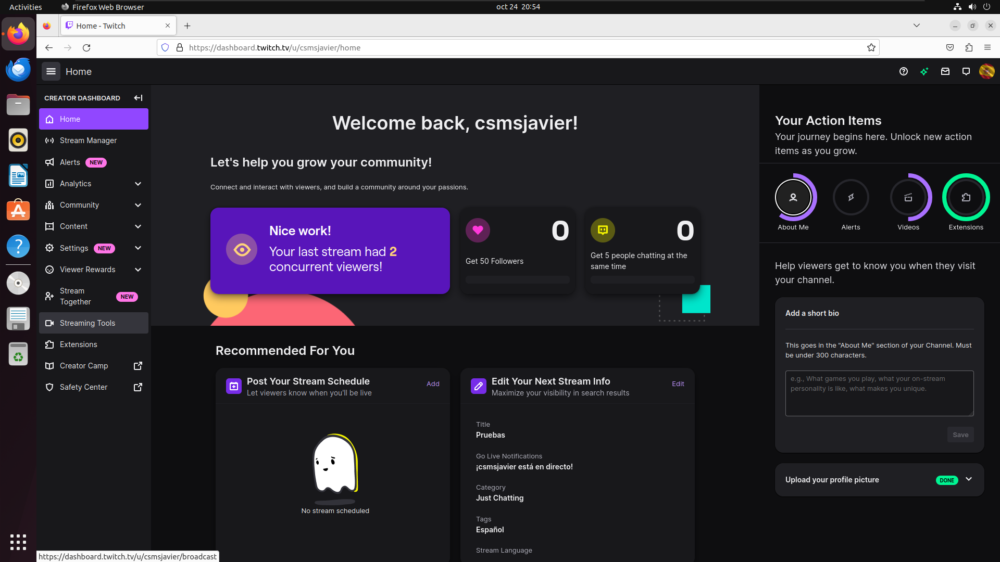 Activities
Firefox Web Browser
oct 24 20:54
Home - Twitch
https://dashboard.twitch.tv/u/csmsjavier/home
Home
CREATOR DASHBOARD
Home
Stream Manager
Alerts NEW
Analytics
Community
Content
Settings NEW
Viewer Rewards
Stream
Together NEW
Streaming Tools
Extensions
Creator Camp
Safety Center
Welcome back, csmsjavier!
Let's help you grow your community!
Connect and interact with viewers, and build a community around your passions.
Nice work!
Your last stream had 2
concurrent viewers!
0
Get 50 Followers
0
Get 5 people chatting at the
same time
Recommended For You
Post Your Stream Schedule
Let viewers know when you'll be live
Add
No stream scheduled
Edit Your Next Stream Info
Maximize your visibility in search results
Edit
Title
Pruebas
Go Live Notifications
¡csmsjavier está en directo!
Category
Just Chatting
Tags
Español
Stream Language
Your Action Items
Your journey begins here. Unlock new action
items as you grow.
About Me
Alerts
Videos
Extensions
Help viewers get to know you when they visit
your channel.
Add a short bio
This goes in the "About Me" section of your Channel. Must
be under 300 characters.
e.g., What games you play, what your on-stream
personality is like, what makes you unique.
Save
Upload your profile picture
DONE
https://dashboard.twitch.tv/u/csmsjavier/broadcast